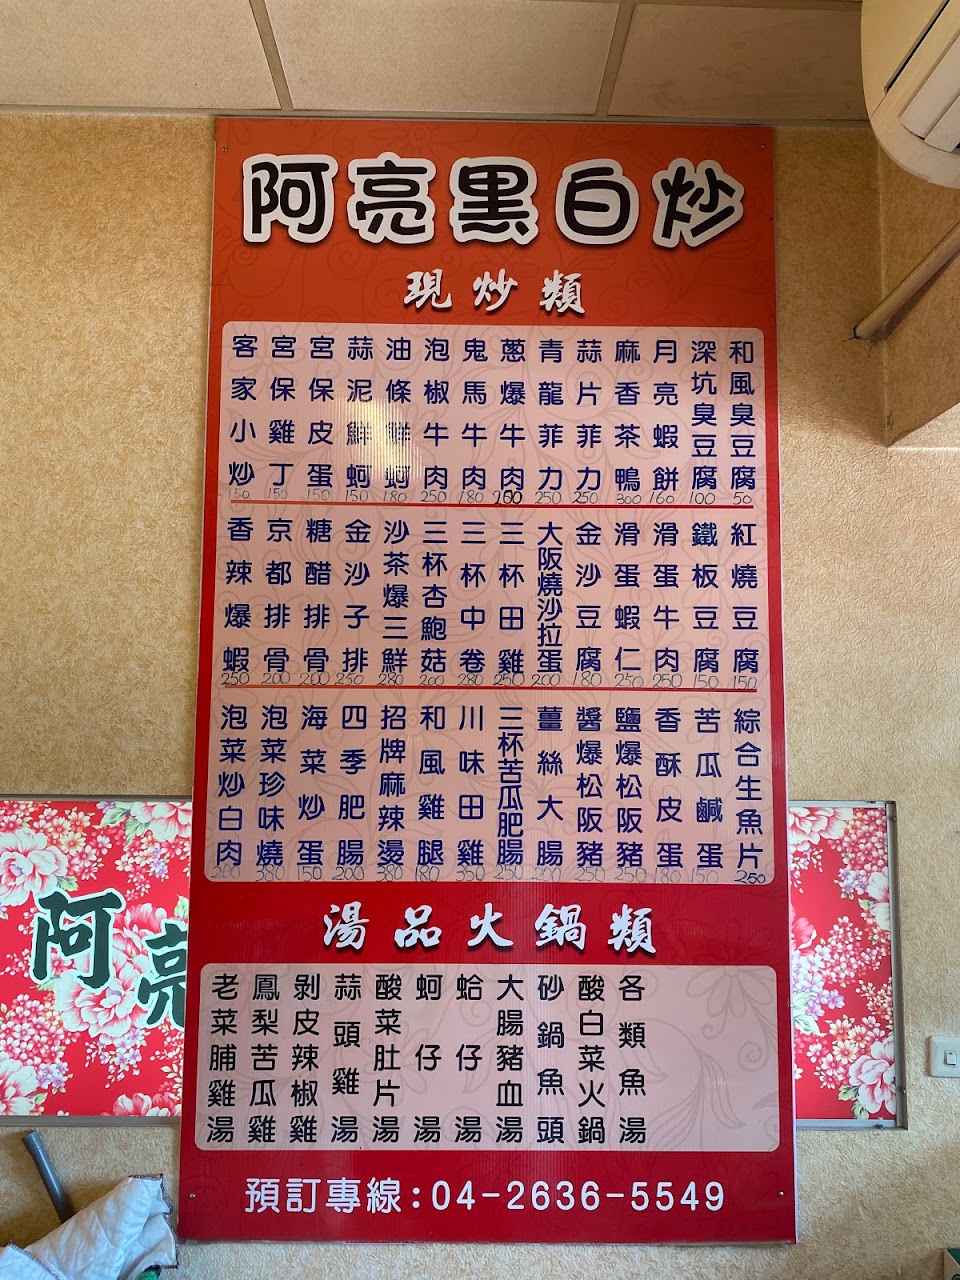 阿亮黑白炒
現炒類
客家小炒 150
宮保雞丁 150
宮保皮蛋 150
蒜泥鮮蚵 150
油條鮮蚵 180
泡椒牛肉 250
鬼馬牛肉 180
蔥爆牛肉 200
青龍菲力 250
蒜片菲力 250
麻香茶鴨 300
月亮蝦餅 160
深坑臭豆腐 100
和風臭豆腐 50
香辣爆蝦 250
京都排骨 200
糖醋排骨 200
金沙子排 250
沙茶爆三鮮 280
三杯杏鮑菇 200
三杯中卷 280
三杯田雞 250
大阪燒沙拉蛋 200
金沙豆腐 180
滑蛋蝦仁 250
滑蛋牛肉 250
鐵板豆腐 150
紅燒豆腐 150
泡菜炒白肉 200
泡菜珍味燒 380
海菜炒蛋 150
四季肥腸 200
招牌麻辣燙 380
和風雞腿 180
川味田雞 350
三杯苦瓜肥腸 250
薑絲大腸 200
醬爆松阪豬 250
鹽爆松阪豬 250
香酥皮蛋 180
苦瓜鹹蛋 150
綜合生魚片 250
湯品火鍋類
老菜脯雞湯
鳳梨苦瓜雞
剝皮辣椒雞
蒜頭雞湯
酸菜肚片湯
蚵仔湯
蛤仔湯
大腸豬血湯
砂鍋魚頭
酸白菜火鍋
各類魚湯
預訂專線:04-2636-5549
阿亮